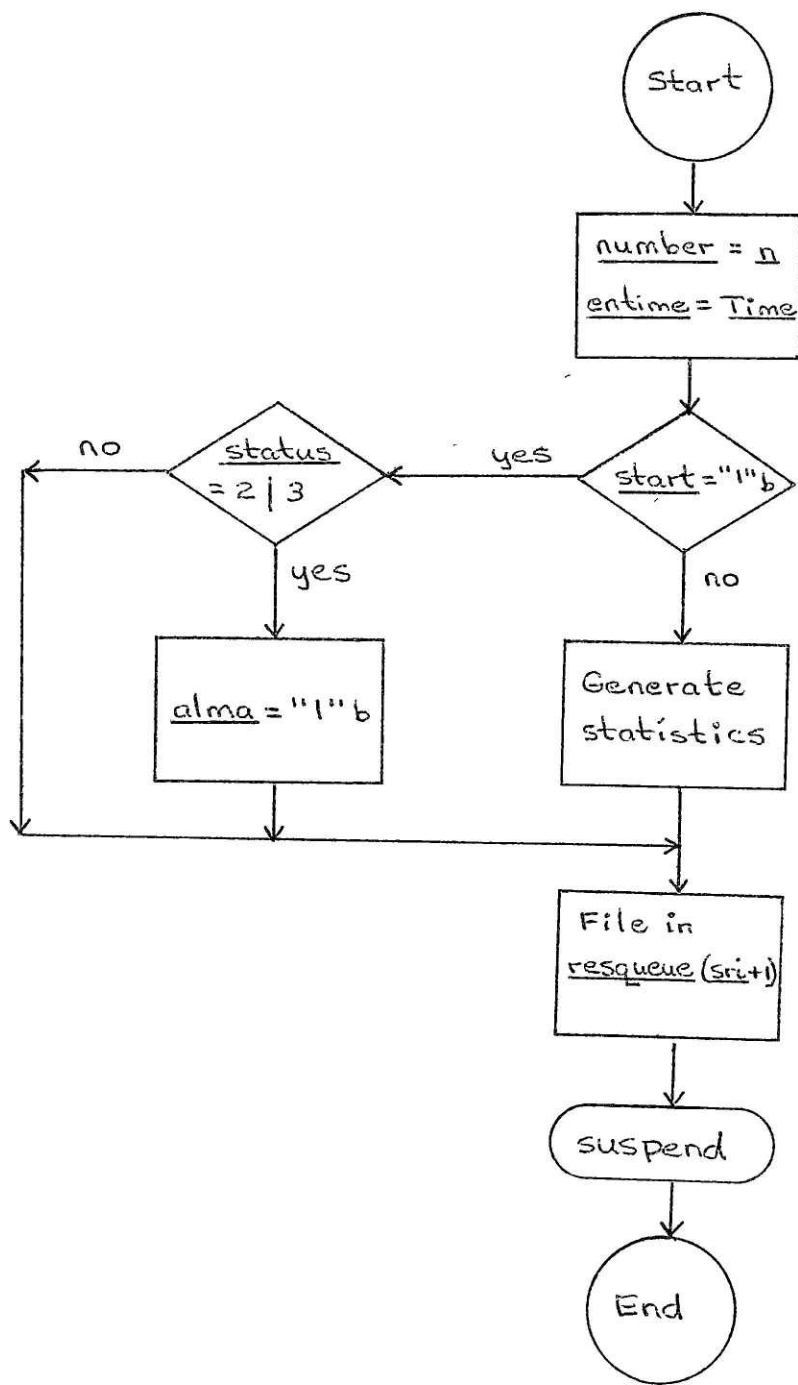 Start
number = n
entime = Time
start = "1"b
yes
no
status
= 2 | 3
no
yes
alma = "1"b
Generate
statistics
File in
resqueue (sri+1)
suspend
End